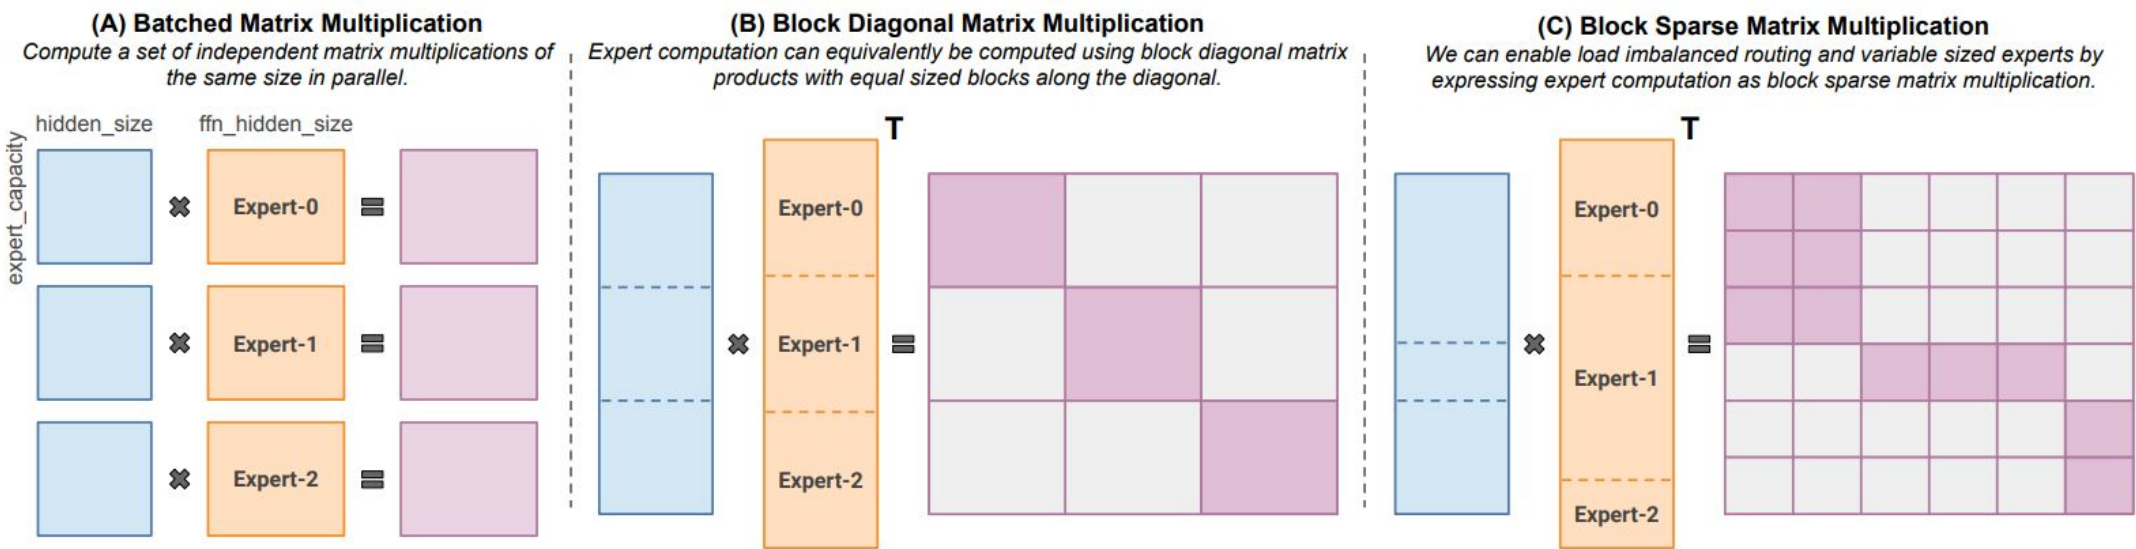 (A) Batched Matrix Multiplication
Compute a set of independent matrix multiplications of
the same size in parallel.
hidden_size
ffn_hidden_size
expert_capacity
Expert-0
Expert-1
Expert-2
(B) Block Diagonal Matrix Multiplication
Expert computation can equivalently be computed using block diagonal matrix
products with equal sized blocks along the diagonal.
T
Expert-0
Expert-1
Expert-2
(C) Block Sparse Matrix Multiplication
We can enable load imbalanced routing and variable sized experts by
expressing expert computation as block sparse matrix multiplication.
T
Expert-0
Expert-1
Expert-2